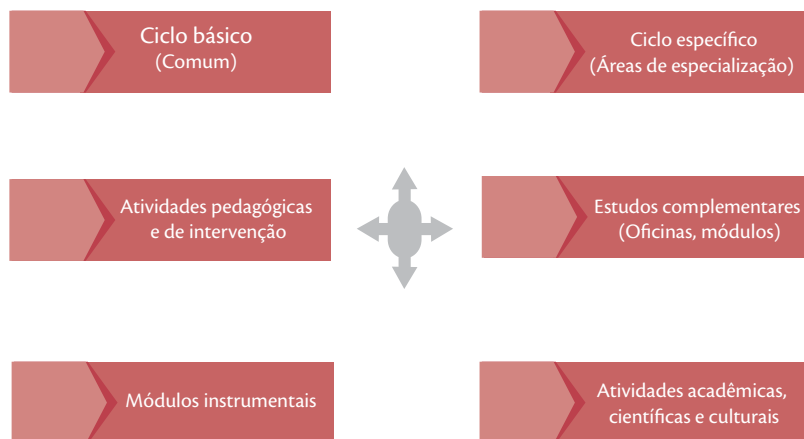 Ciclo básico
(Comum)
Ciclo específico
(Áreas de especialização)
Atividades pedagógicas
e de intervenção
Estudos complementares
(Oficinas, módulos)
Módulos instrumentais
Atividades acadêmicas,
científicas e culturais